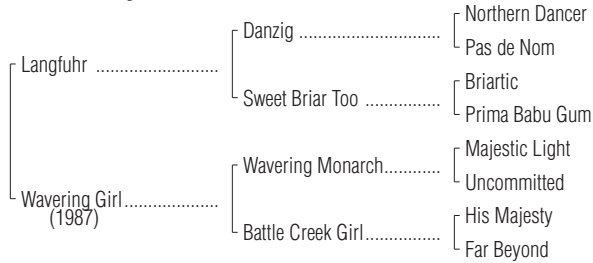 Northern Dancer
Danzig ..............................
Pas de Nom
Langfuhr ..........................
Briartic
Sweet Briar Too ................
Prima Babu Gum
Majestic Light
Wavering Monarch............
Uncommitted
Wavering Girl....................
(1987)
His Majesty
Battle Creek Girl................
Far Beyond